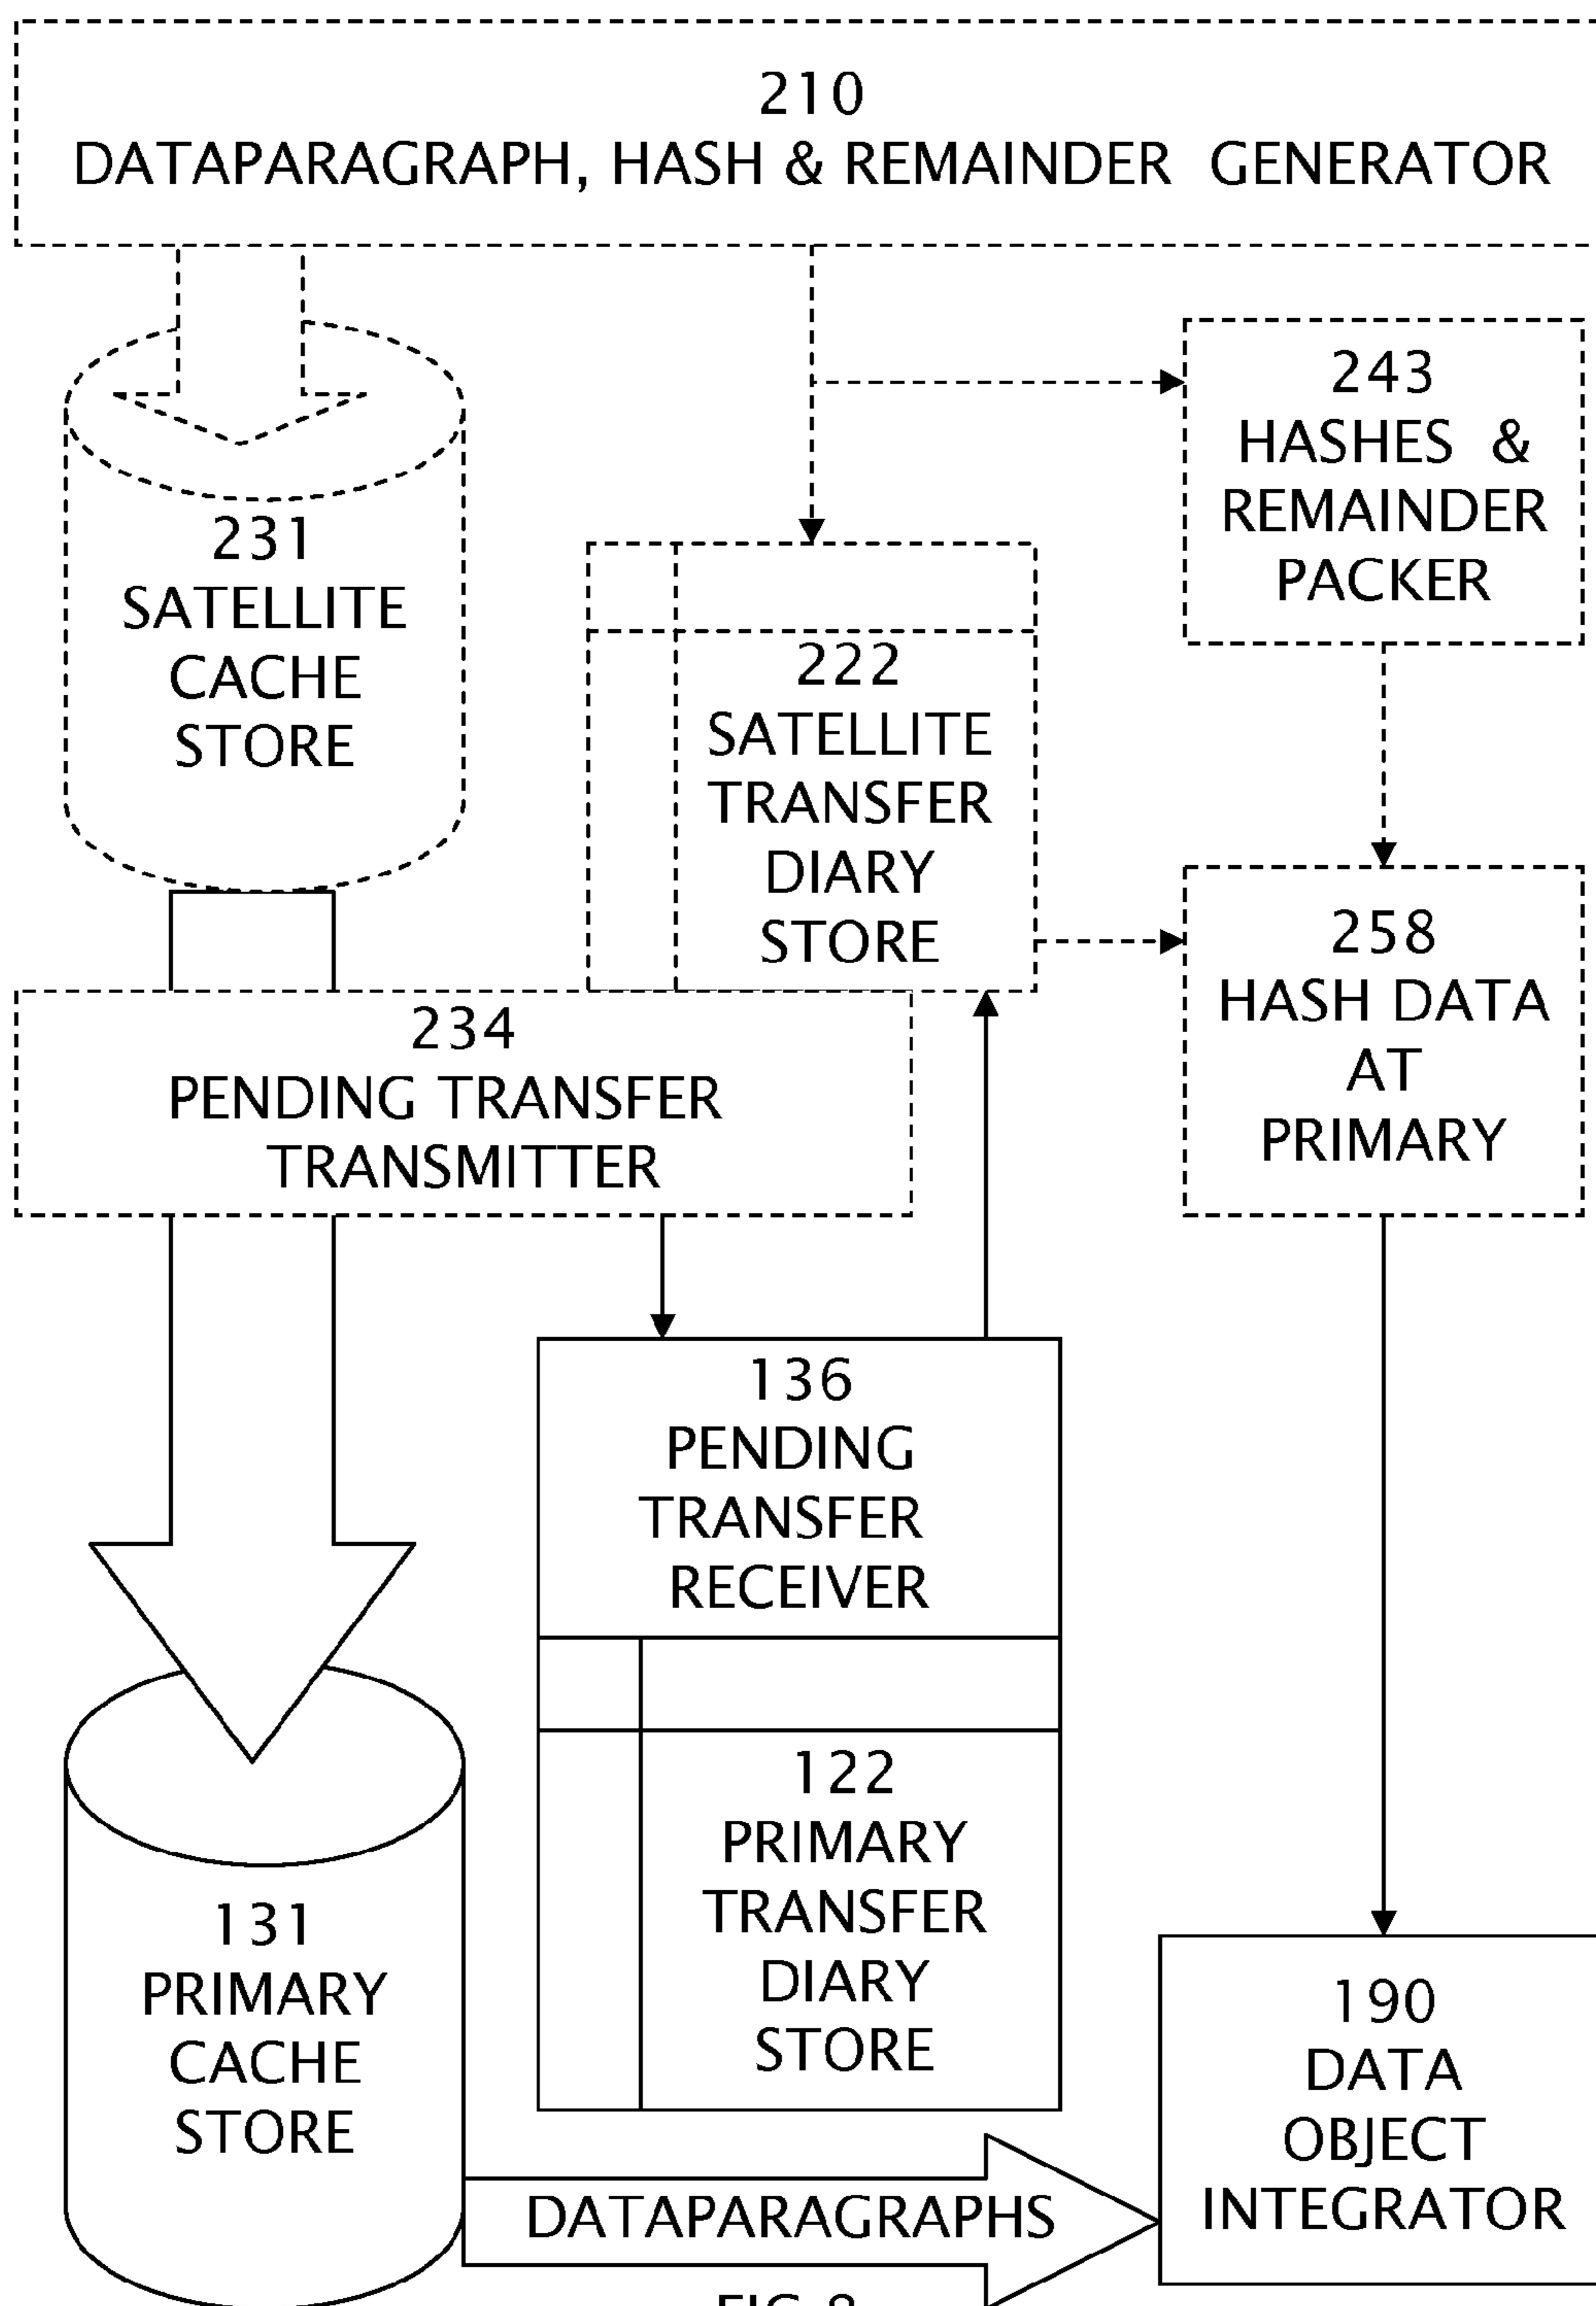 210
DATAPARAGRAPH, HASH & REMAINDER GENERATOR
243
HASHES &
REMAINDER
PACKER
231
SATELLITE
CACHE
STORE
222
SATELLITE
TRANSFER
DIARY
STORE
258
HASH DATA
AT
PRIMARY
234
PENDING TRANSFER
TRANSMITTER
136
PENDING
TRANSFER
RECEIVER
122
PRIMARY
TRANSFER
DIARY
STORE
131
PRIMARY
CACHE
STORE
190
DATA
OBJECT
INTEGRATOR
DATAPARAGRAPHS
FIG 8